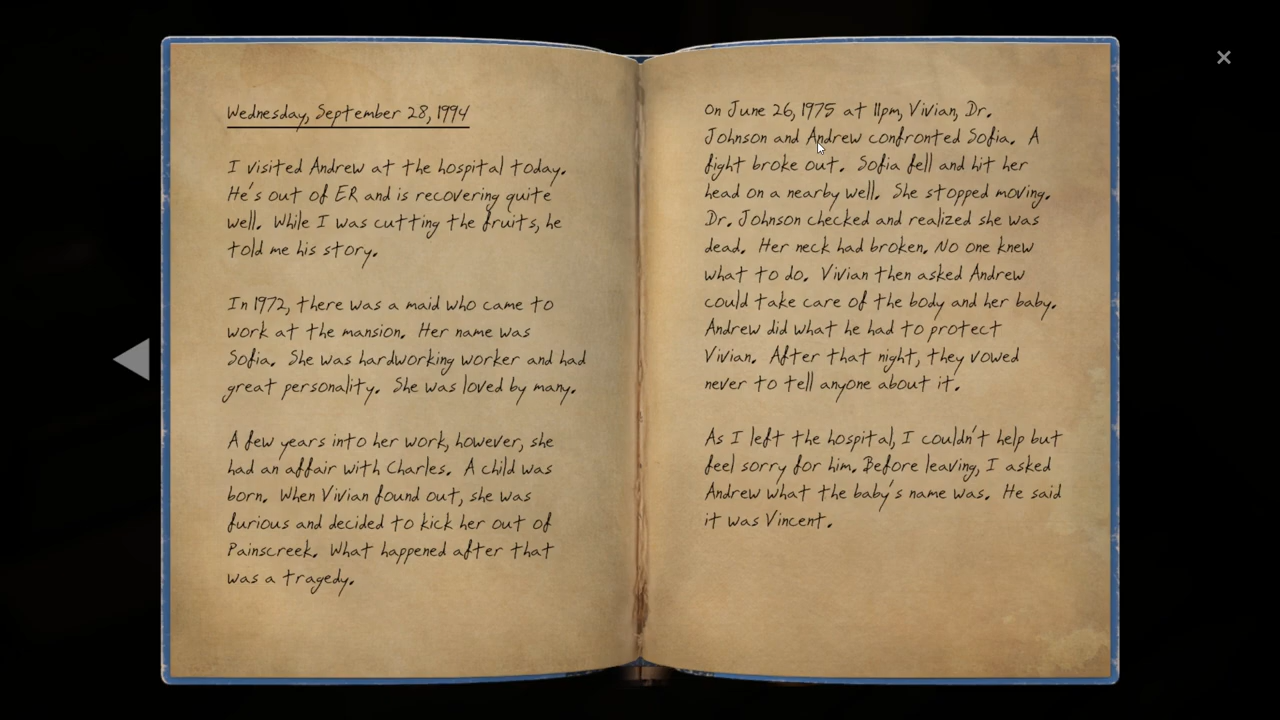 Wednesday, September 28, 1994
I visited Andrew at the hospital today.
He's out of ER and is recovering quite
well. While I was cutting the fruits, he
told me his story.
In 1972, there was a maid who came to
work at the mansion. Her name was
Sofia. She was hardworking worker and had
great personality. She was loved by many.
A few years into her work, however, she
had an affair with Charles. A child was
born. When Vivian found out, she was
furious and decided to kick her out of
Painscreek. What happened after that
was a tragedy.
On June 26, 1975 at 11pm, Vivian, Dr.
Johnson and Andrew confronted Sofia. A
fight broke out. Sofia fell and hit her
head on a nearby well. She stopped moving.
Dr. Johnson checked and realized she was
dead. Her neck had broken. No one knew
what to do. Vivian then asked Andrew
could take care of the body and her baby.
Andrew did what he had to protect
Vivian. After that night, they vowed
never to tell anyone about it.
As I left the hospital, I couldn't help but
feel sorry for him. Before leaving, I asked
Andrew what the baby's name was. He said
it was Vincent.